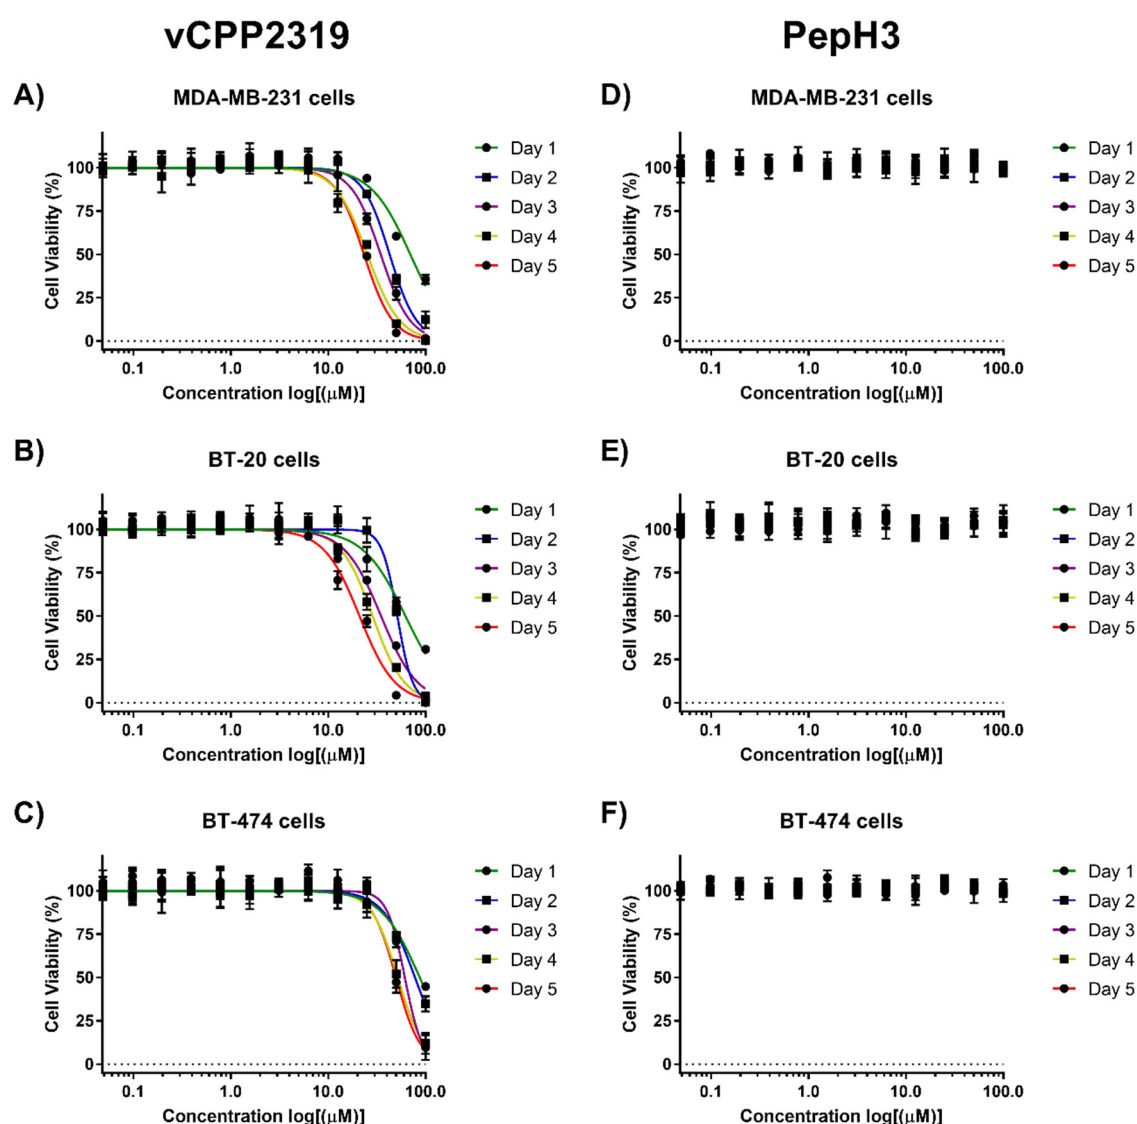 vCPP2319
PepH3
A)
MDA-MB-231 cells
Cell Viability (%)
100
75
50
25
0
0.1
1.0
10.0
100.0
Concentration log[(μM)]
Day 1
Day 2
Day 3
Day 4
Day 5
D)
MDA-MB-231 cells
Cell Viability (%)
100
75
50
25
0
0.1
1.0
10.0
100.0
Concentration log[(μM)]
Day 1
Day 2
Day 3
Day 4
Day 5
B)
BT-20 cells
Cell Viability (%)
100
75
50
25
0
0.1
1.0
10.0
100.0
Concentration log[(μM)]
Day 1
Day 2
Day 3
Day 4
Day 5
E)
BT-20 cells
Cell Viability (%)
100
75
50
25
0
0.1
1.0
10.0
100.0
Concentration log[(μM)]
Day 1
Day 2
Day 3
Day 4
Day 5
C)
BT-474 cells
Cell Viability (%)
100
75
50
25
0
0.1
1.0
10.0
100.0
Concentration log[(μM)]
Day 1
Day 2
Day 3
Day 4
Day 5
F)
BT-474 cells
Cell Viability (%)
100
75
50
25
0
0.1
1.0
10.0
100.0
Concentration log[(μM)]
Day 1
Day 2
Day 3
Day 4
Day 5